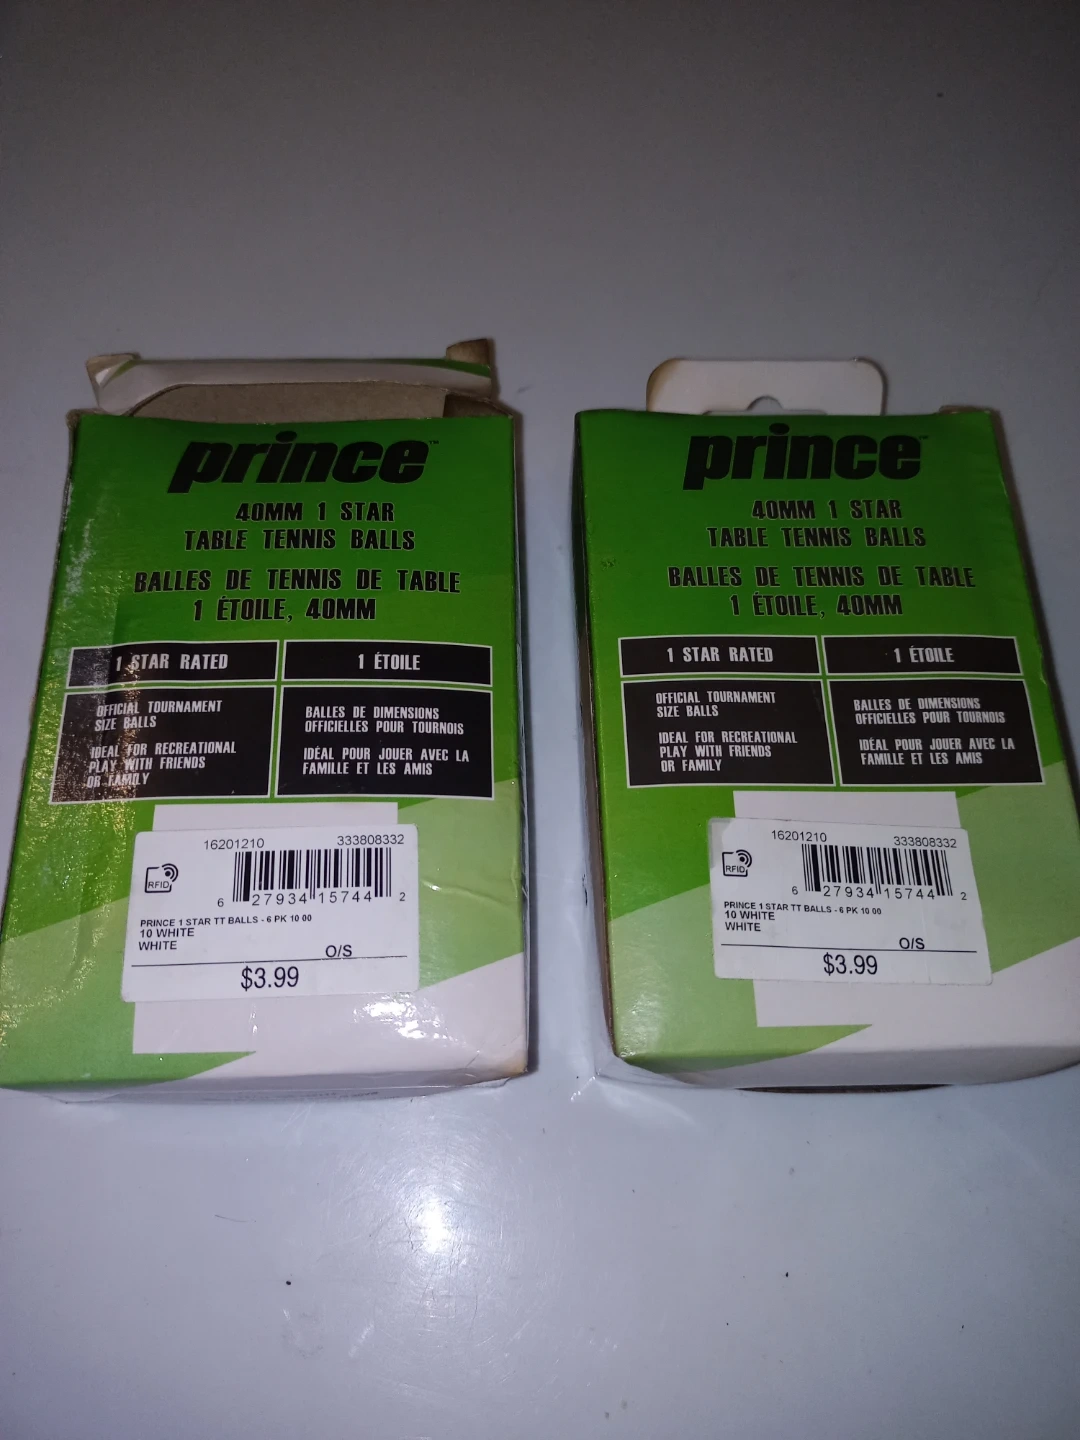 prince™
40MM 1 STAR
TABLE TENNIS BALLS
BALLES DE TENNIS DE TABLE
1 ÉTOILE, 40MM
1 STAR RATED
OFFICIAL TOURNAMENT
SIZE BALLS
IDEAL FOR RECREATIONAL
PLAY WITH FRIENDS
OR FAMILY
1 ÉTOILE
BALLES DE DIMENSIONS
OFFICIELLES POUR TOURNOIS
IDÉAL POUR JOUER AVEC LA
FAMILLE ET LES AMIS
16201210 333808332
RFID
6 27934 15744 2
PRINCE 1 STAR TT BALLS - 6 PK 10 00
10 WHITE
WHITE
O/S
$3.99
prince™
40MM 1 STAR
TABLE TENNIS BALLS
BALLES DE TENNIS DE TABLE
1 ÉTOILE, 40MM
1 STAR RATED
OFFICIAL TOURNAMENT
SIZE BALLS
IDEAL FOR RECREATIONAL
PLAY WITH FRIENDS
OR FAMILY
1 ÉTOILE
BALLES DE DIMENSIONS
OFFICIELLES POUR TOURNOIS
IDÉAL POUR JOUER AVEC LA
FAMILLE ET LES AMIS
16201210 333808332
RFID
6 27934 15744 2
PRINCE 1 STAR TT BALLS - 6 PK 10 00
10 WHITE
WHITE
O/S
$3.99